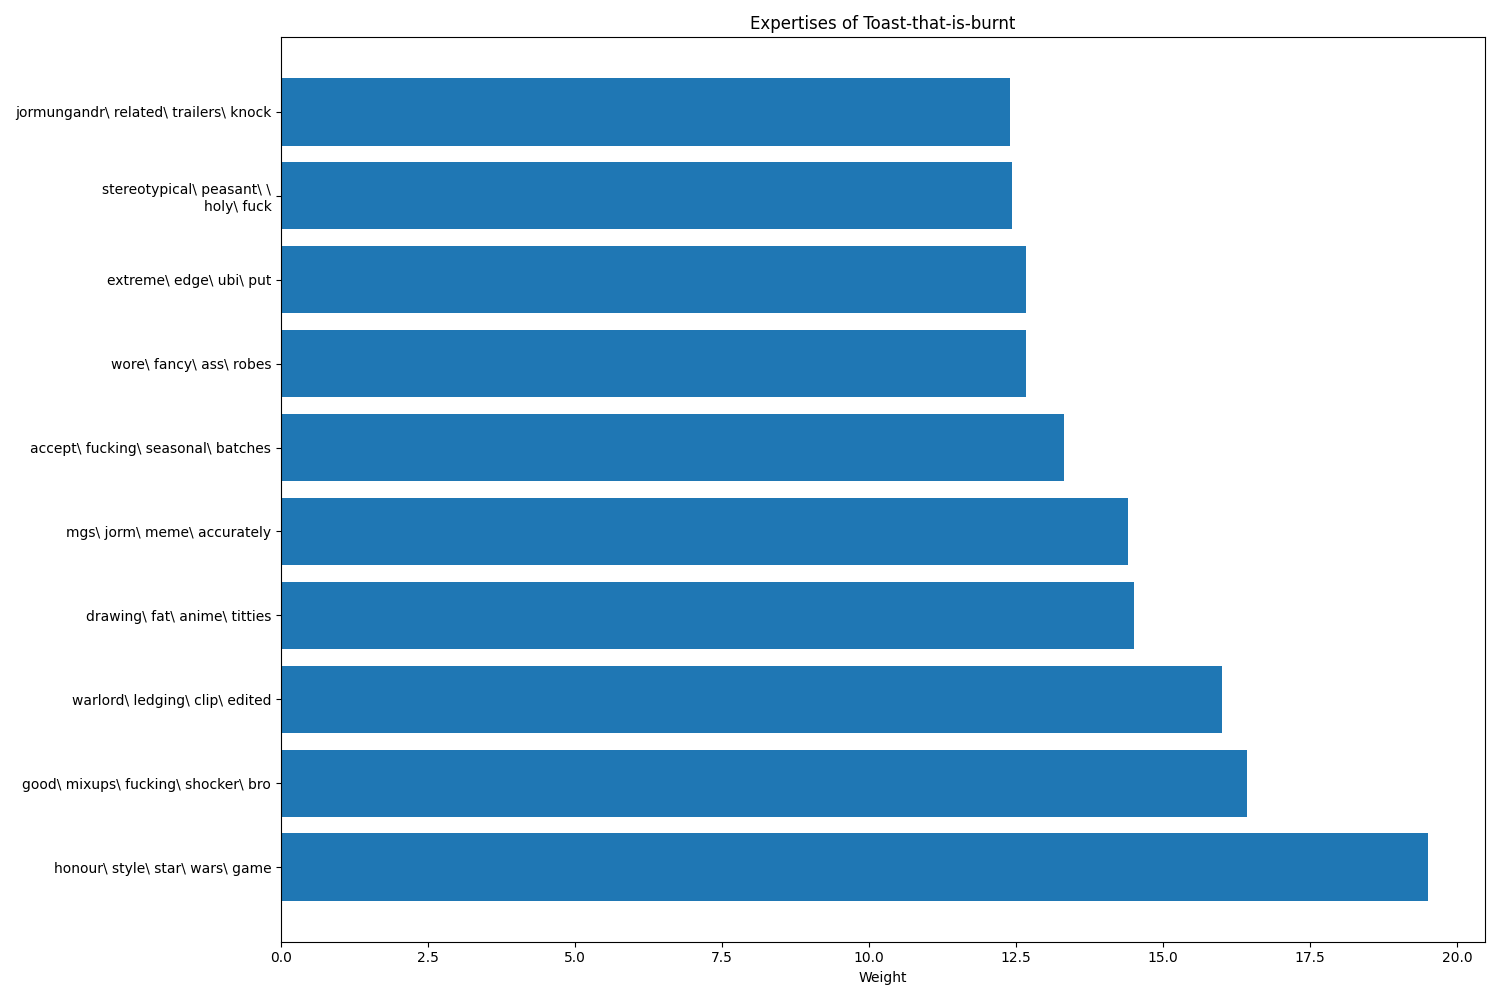 Expertises of Toast-that-is-burnt
jormungandr\ related\ trailers\ knock
stereotypical\ peasant\ \
holy\ fuck
extreme\ edge\ ubi\ put
wore\ fancy\ ass\ robes
accept\ fucking\ seasonal\ batches
mgs\ jorm\ meme\ accurately
drawing\ fat\ anime\ titties
warlord\ ledging\ clip\ edited
good\ mixups\ fucking\ shocker\ bro
honour\ style\ star\ wars\ game
0.0 2.5 5.0 7.5 10.0 12.5 15.0 17.5 20.0
Weight